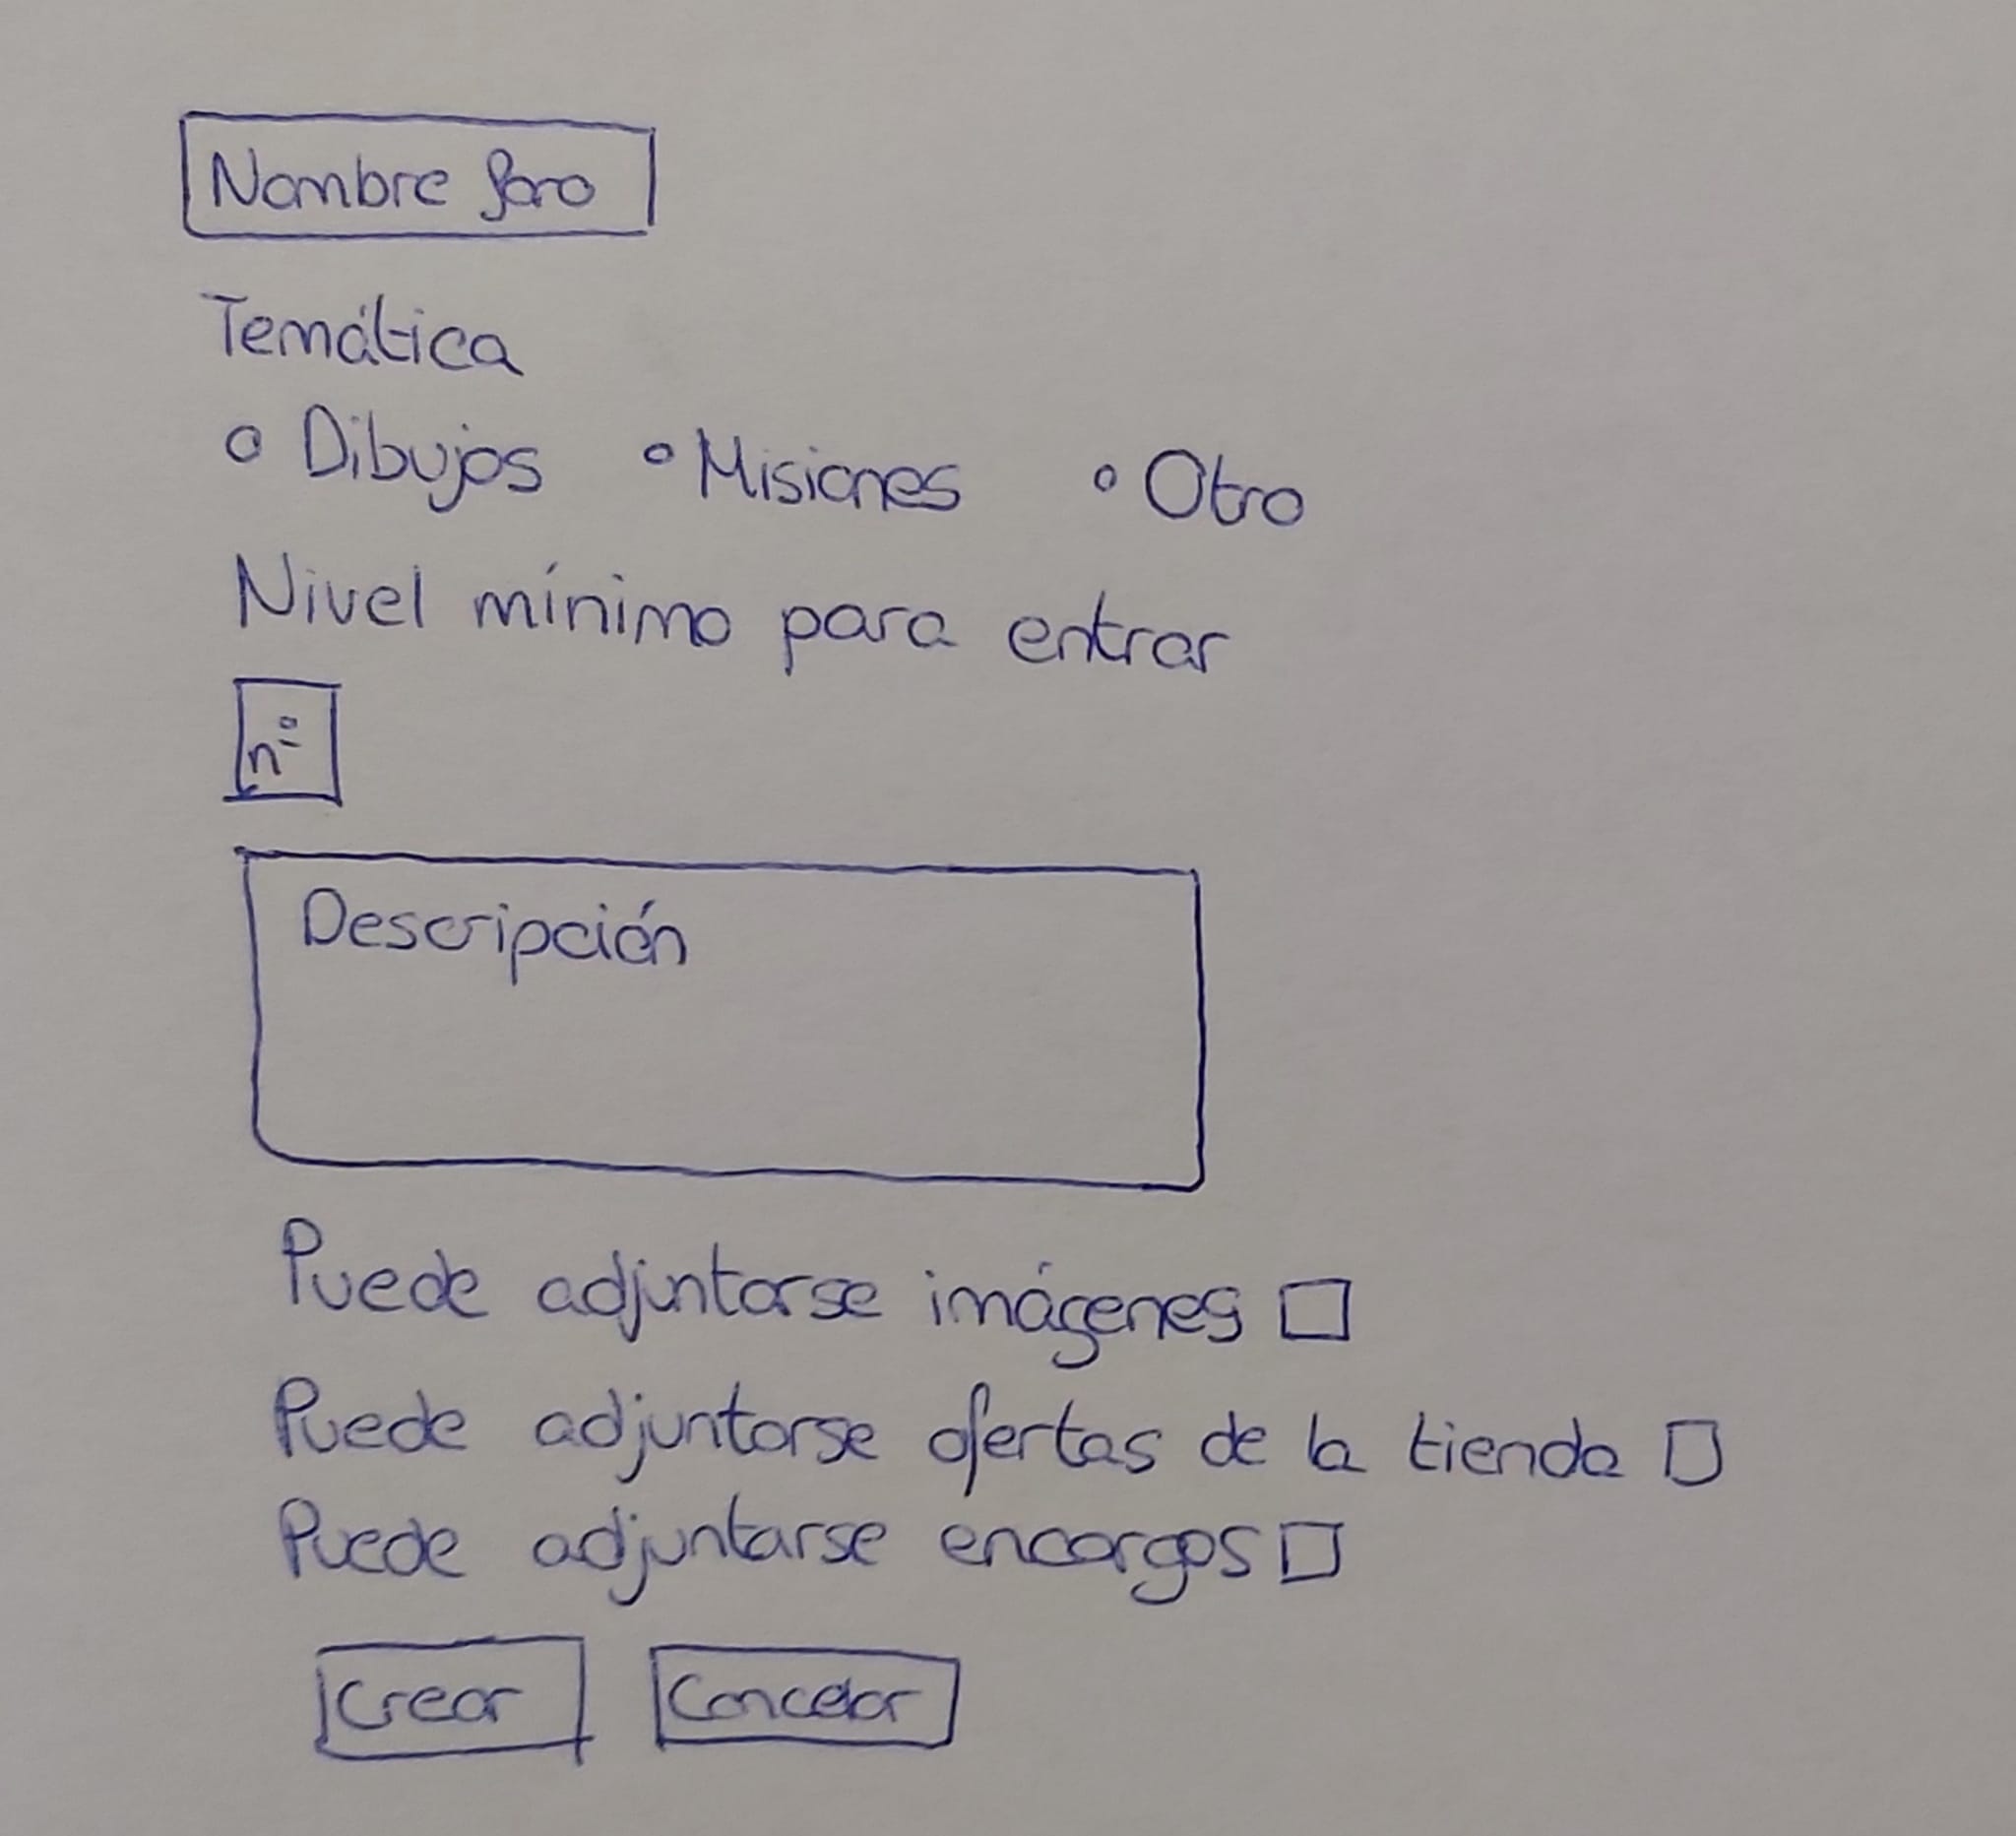 Nombre foro
Temática
Dibujos Misiones Otro
Nivel mínimo para entrar
nº
Descripción
Puede adjuntarse imágenes
Puede adjuntarse ofertas de la tienda
Puede adjuntarse encargos
Crear Cancelar